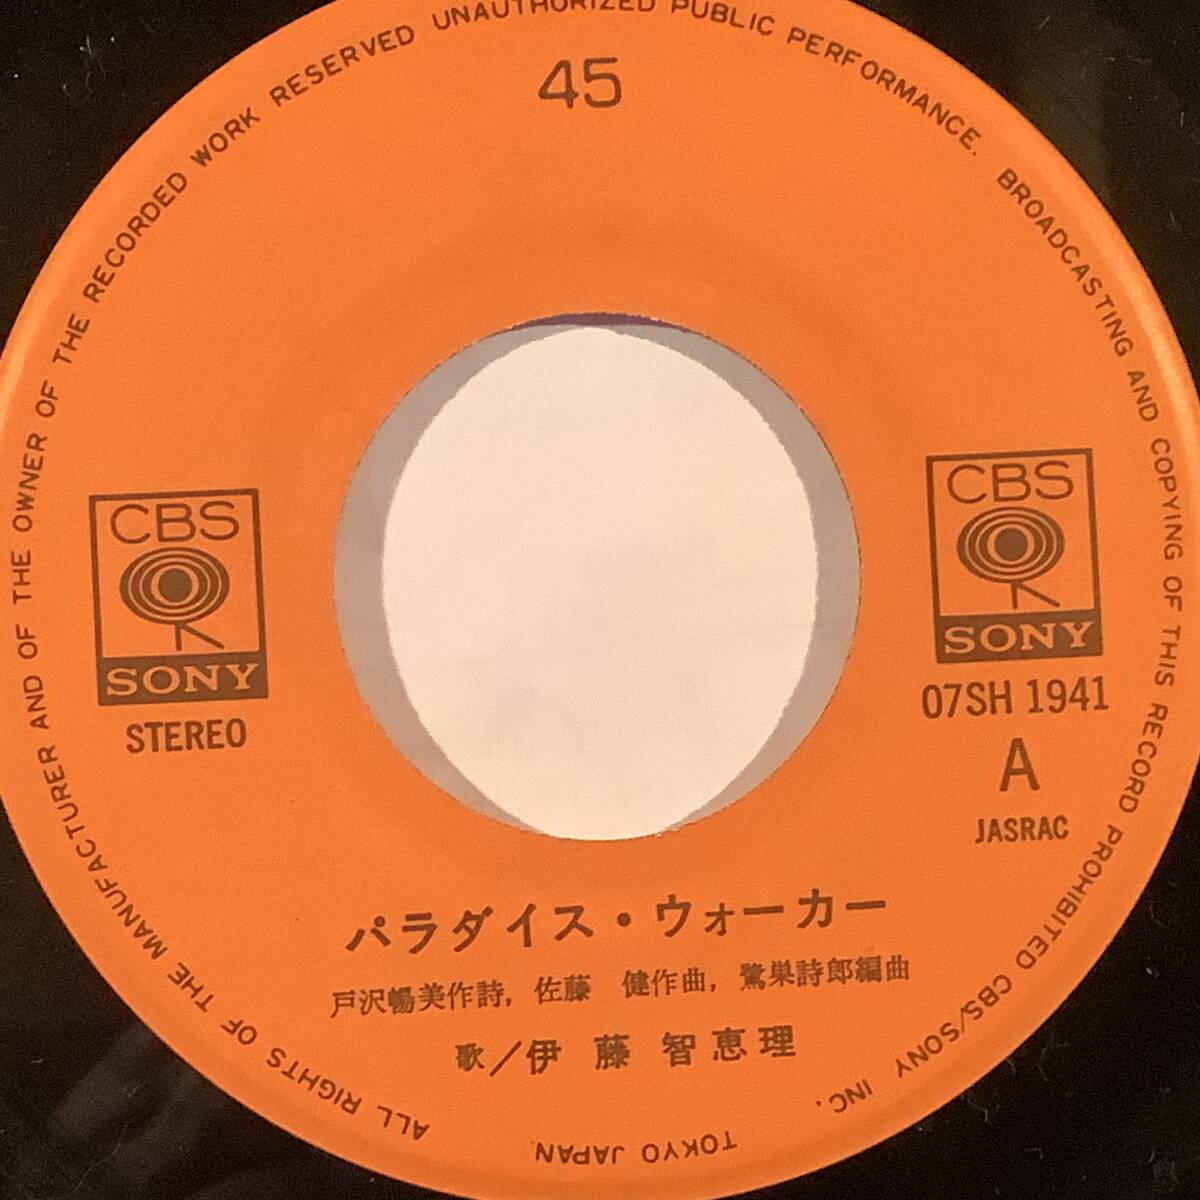 ALL RIGHTS OF THE MANUFACTURER AND OF THE OWNER OF THE RECORDED WORK RESERVED UNAUTHORIZED PUBLIC PERFORMANCE. BROADCASTING AND COPYING OF THIS RECORD PROHIBITED CBS/SONY INC.
TOKYO JAPAN
45
CBS
SONY
STEREO
CBS
SONY
07SH 1941
A
JASRAC
パラダイス・ウォーカー
戸沢暢美作詩, 佐藤 健作曲, 鷺巣詩郎編曲
歌／伊藤智恵理